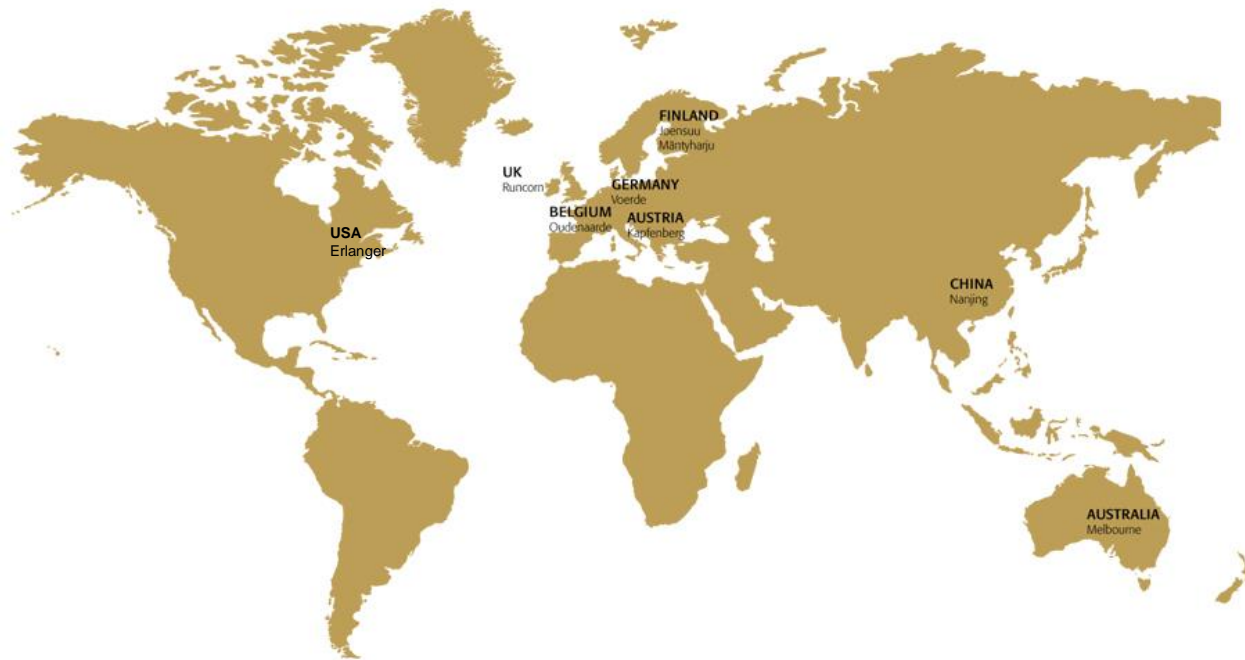 FINLAND
Joensuu
Mäntyharju
UK
Runcorn
GERMANY
Voerde
BELGIUM
Oudenaarde
AUSTRIA
Kapfenberg
USA
Erlanger
CHINA
Nanjing
AUSTRALIA
Melbourne